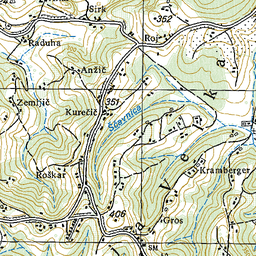 Sirk
352
Raduha
Roj
Anžič
Zemljič
351
Kurečič
Ščavnica
Roškar
Kramberger
406
Gros
SM